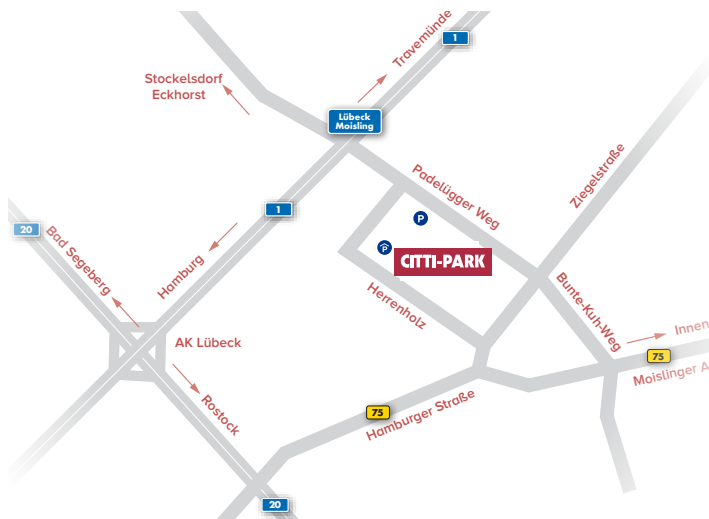 Travemünde
1
Stockelsdorf
Eckhorst
Lübeck
Moisling
Padelügger Weg
Ziegelstraße
P
1
20
Bad Segeberg
Hamburg
P
CITTI-PARK
Herrenholz
Bunte-Kuh-Weg
Innen
75
Moislinger A
AK Lübeck
Rostock
75
Hamburger Straße
20